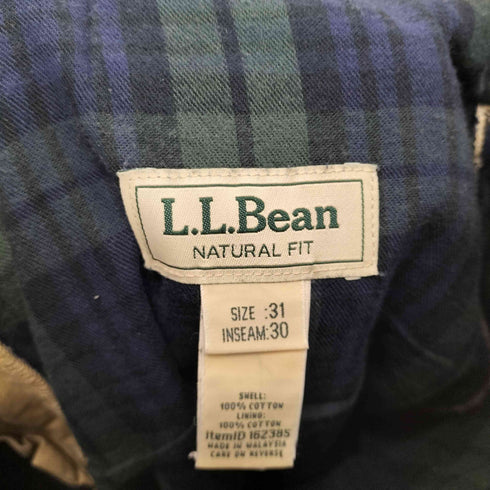 L.L.Bean
NATURAL FIT
SIZE :31
INSEAM:30
SHELL:
100% COTTON
LINING:
100% COTTON
ItemID 162385
MADE IN MALAYSIA
CARE ON REVERSE